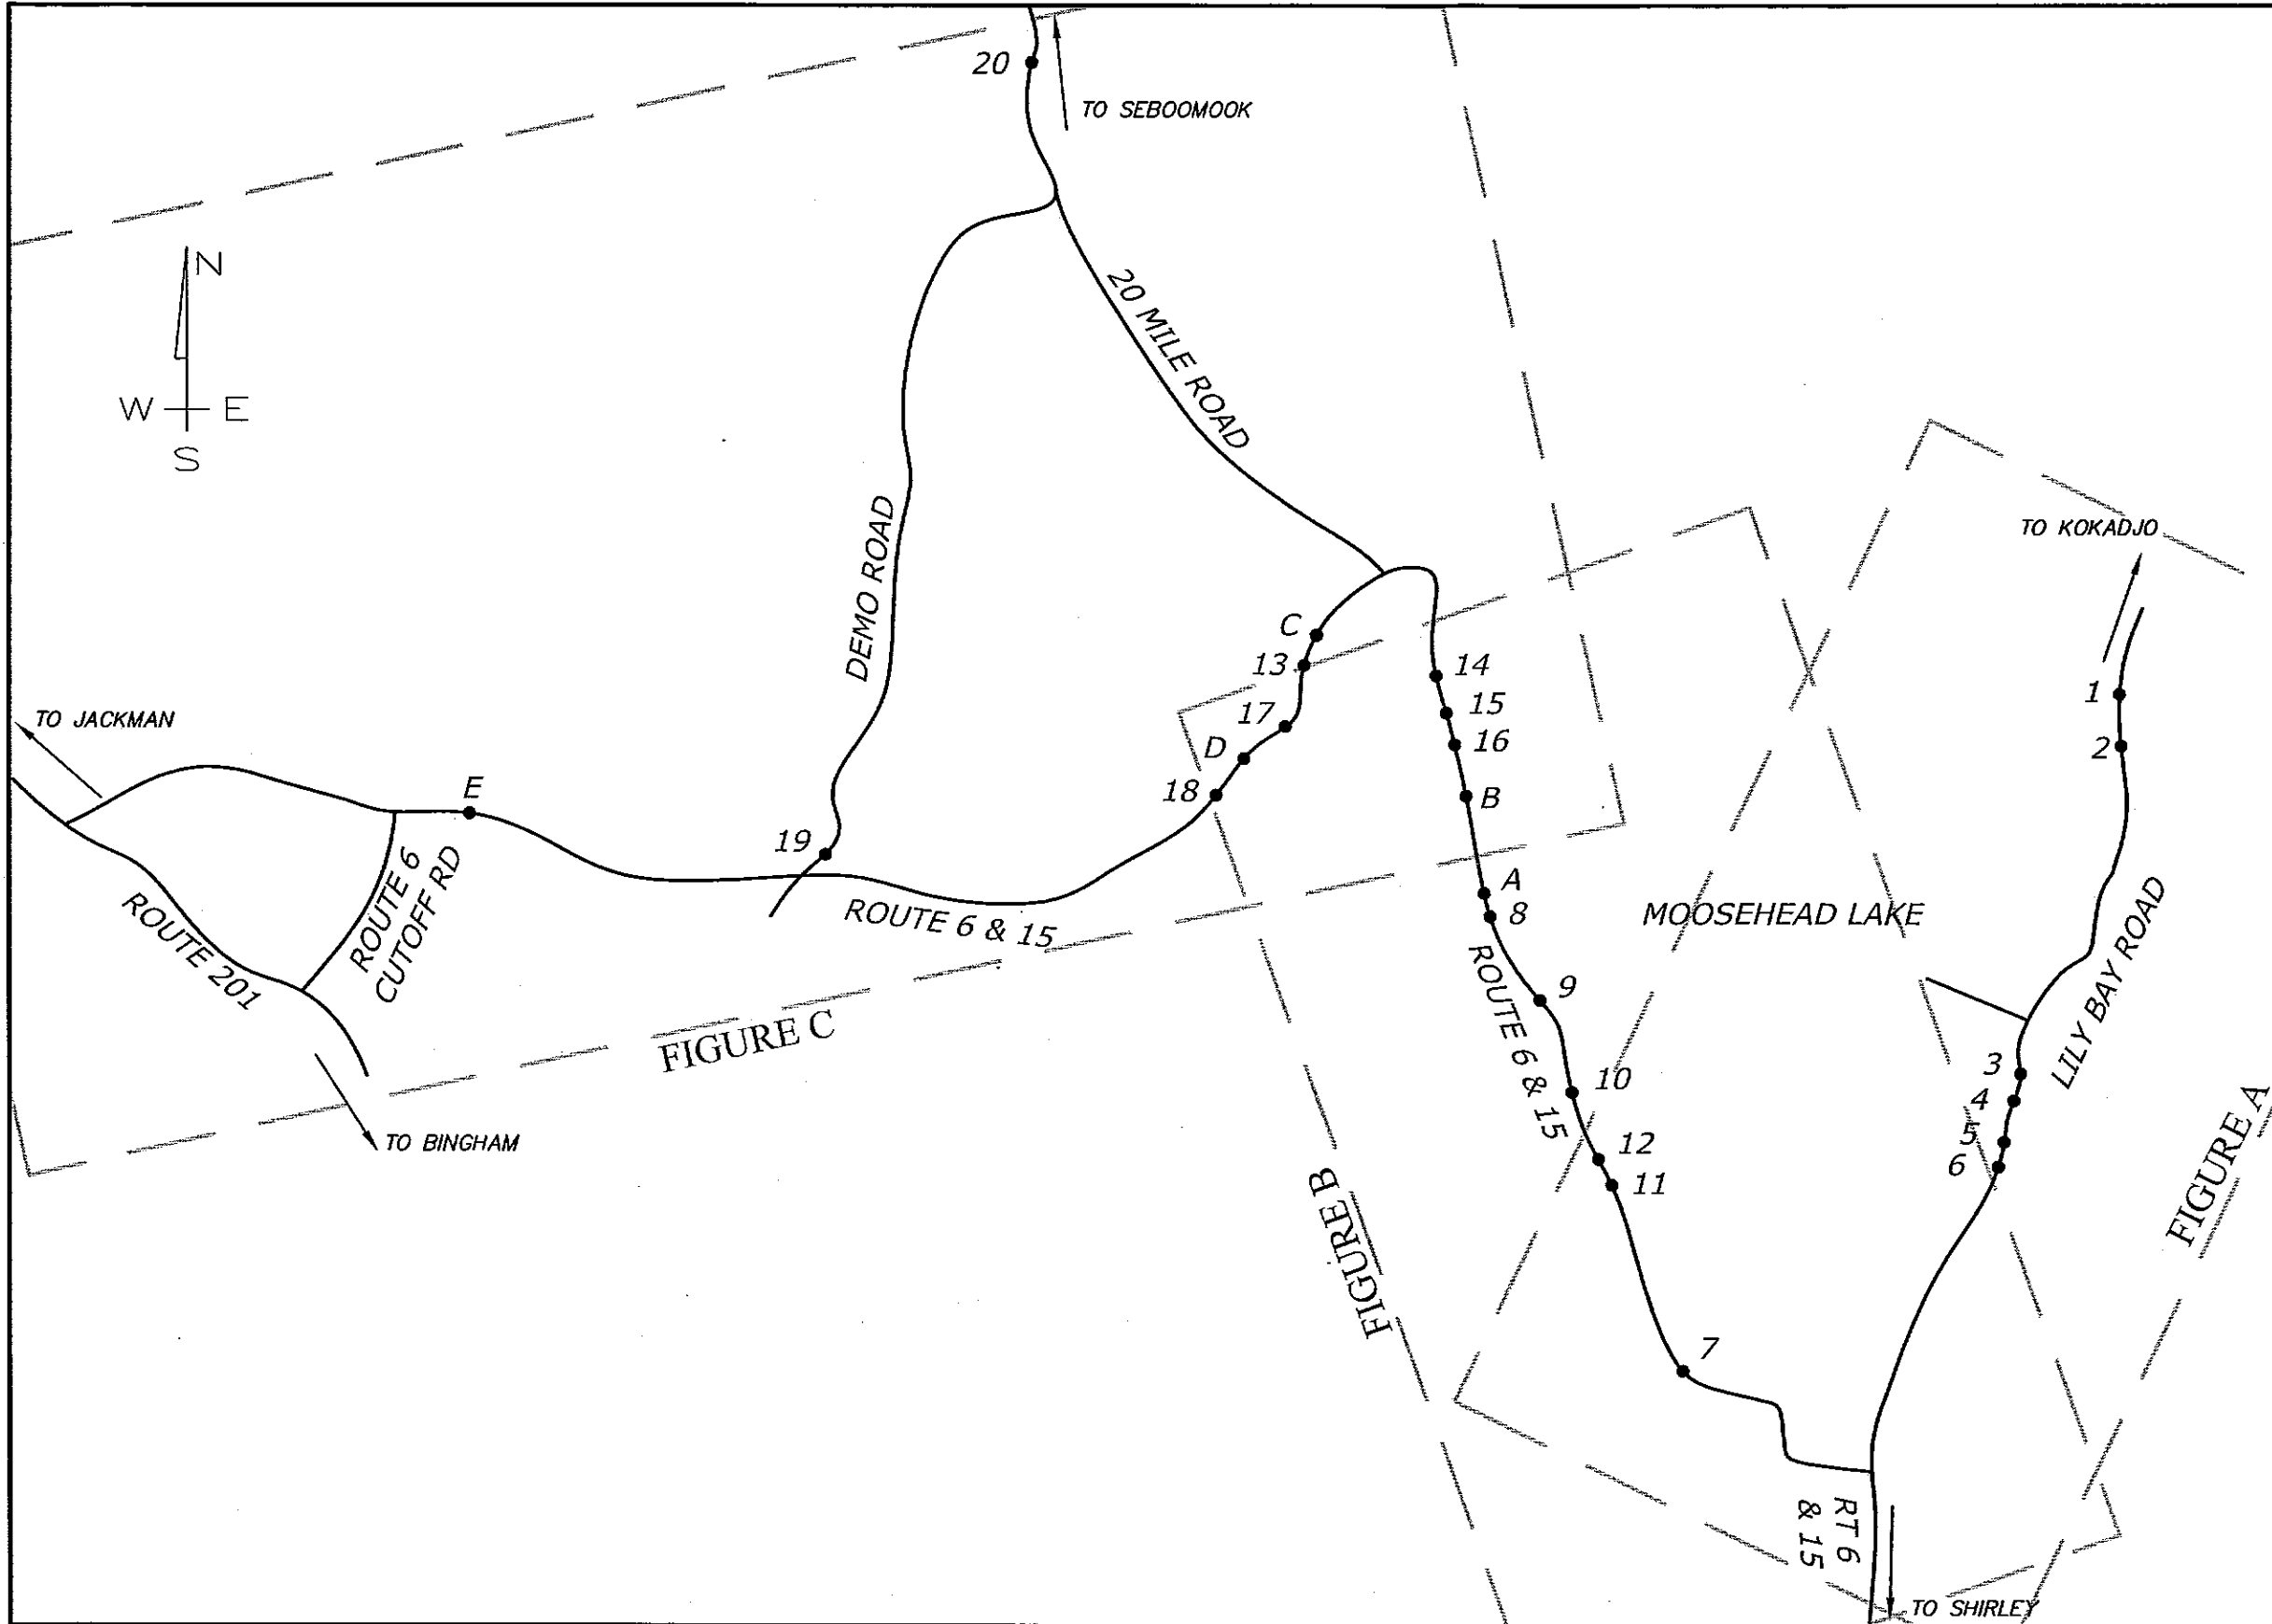 20
TO SEBOOMOOK
N
W E
S
20 MILE ROAD
DEMO ROAD
TO KOKADJO
C
13
14
1
15
17
TO JACKMAN
16
2
D
E
18
B
19
A
8
ROUTE 6 & 15
MOOSEHEAD LAKE
ROUTE 6
CUTOFF RD
ROUTE 201
ROUTE 6 & 15
9
LILY BAY ROAD
FIGURE C
3
10
4
TO BINGHAM
5
12
6
11
FIGURE A
FIGURE B
7
RT 6
& 15
TO SHIRLEY